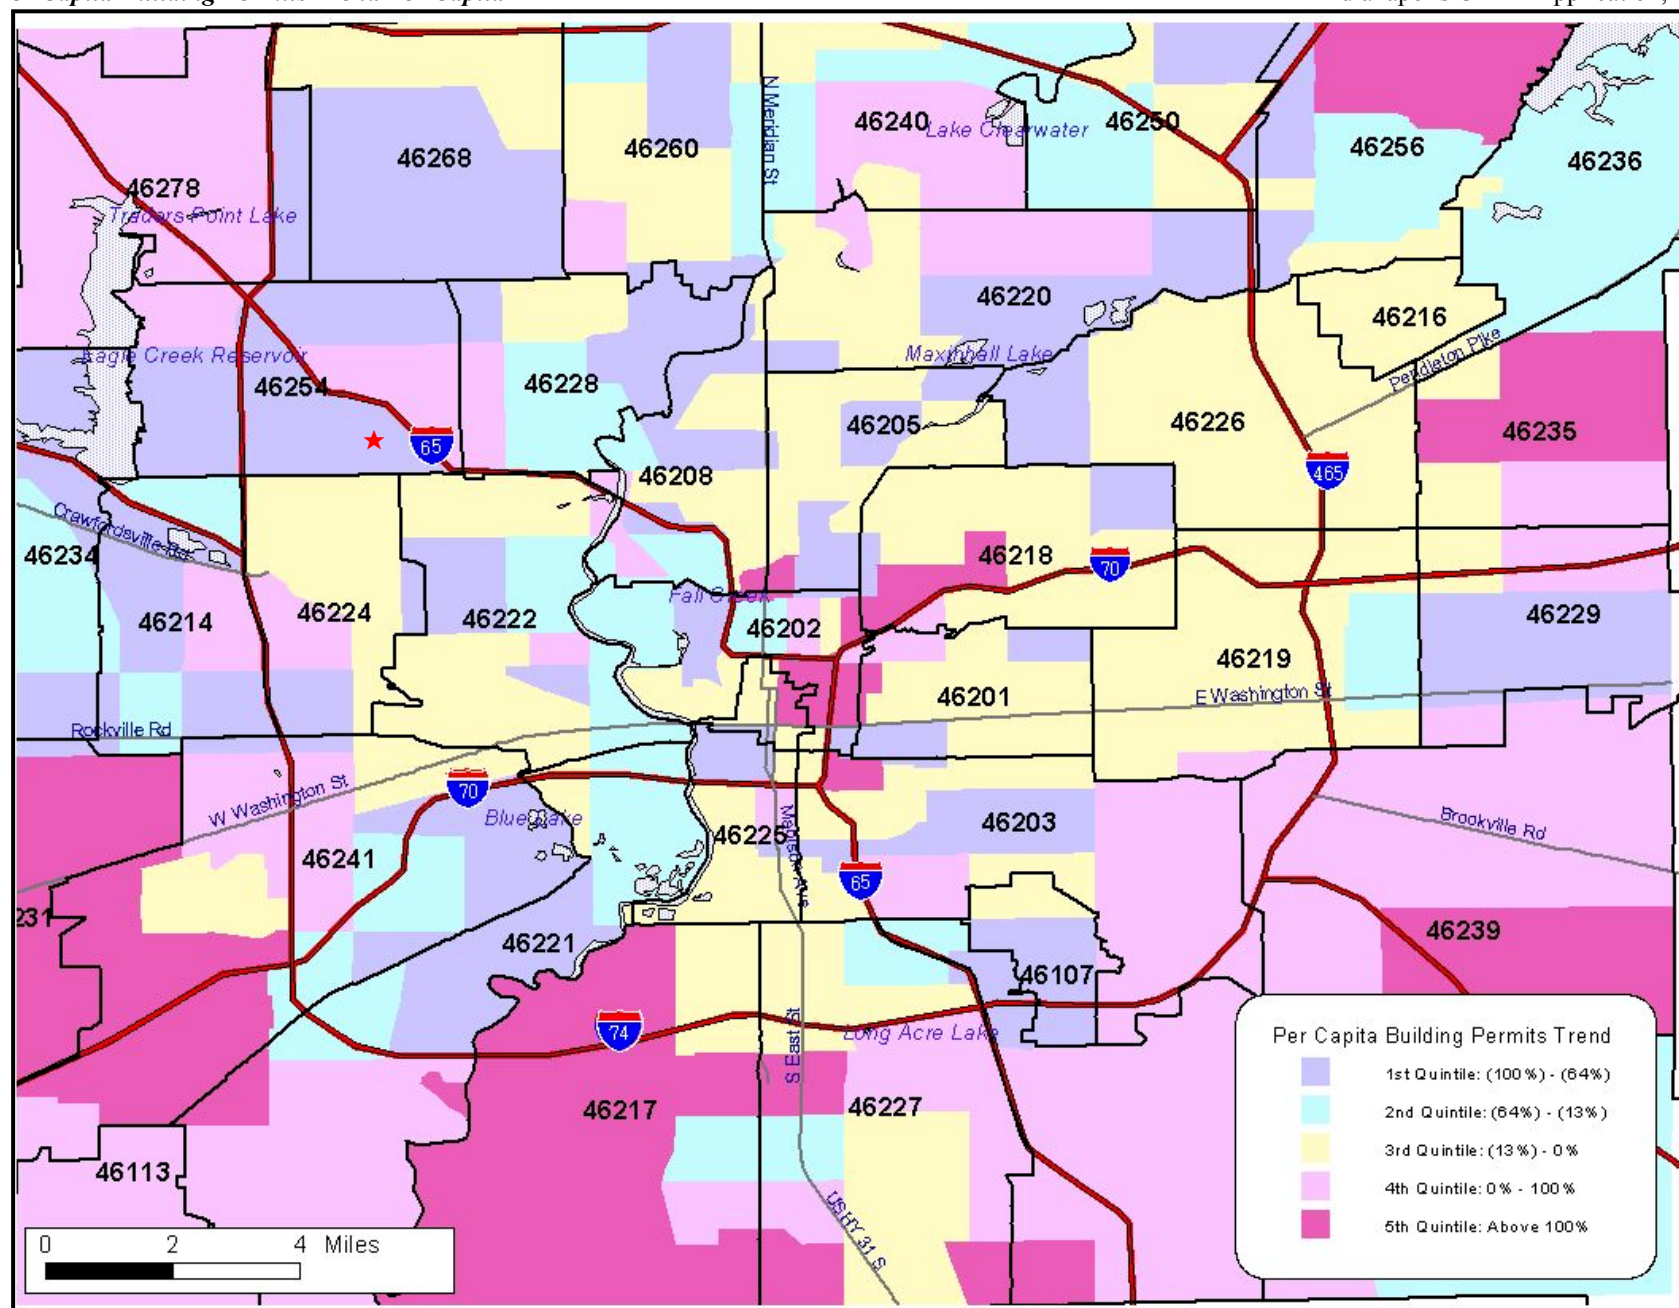 N Meridian St
46240
Lake Clearwater
46250
46268
46260
46256
46236
46278
Traders Point Lake
46220
46216
Eagle Creek Reservoir
46254
46228
Maxinhall Lake
Pendleton Pike
46205
46226
46235
65
46208
465
Crawfordsville Rd
46234
46218
70
46214
46224
46222
Fall Creek
46202
46229
46219
46201
E Washington St
Rockville Rd
70
W Washington St
Blue Lake
46225
Madison Ave
46203
Brookville Rd
46241
65
231
46221
46239
46107
74
Long Acre Lake
S East St
46217
46227
46113
US HY 31 S
Per Capita Building Permits Trend
1st Quintile: (100%) - (64%)
2nd Quintile: (64%) - (13%)
3rd Quintile: (13%) - 0%
4th Quintile: 0% - 100%
5th Quintile: Above 100%
0 2 4 Miles